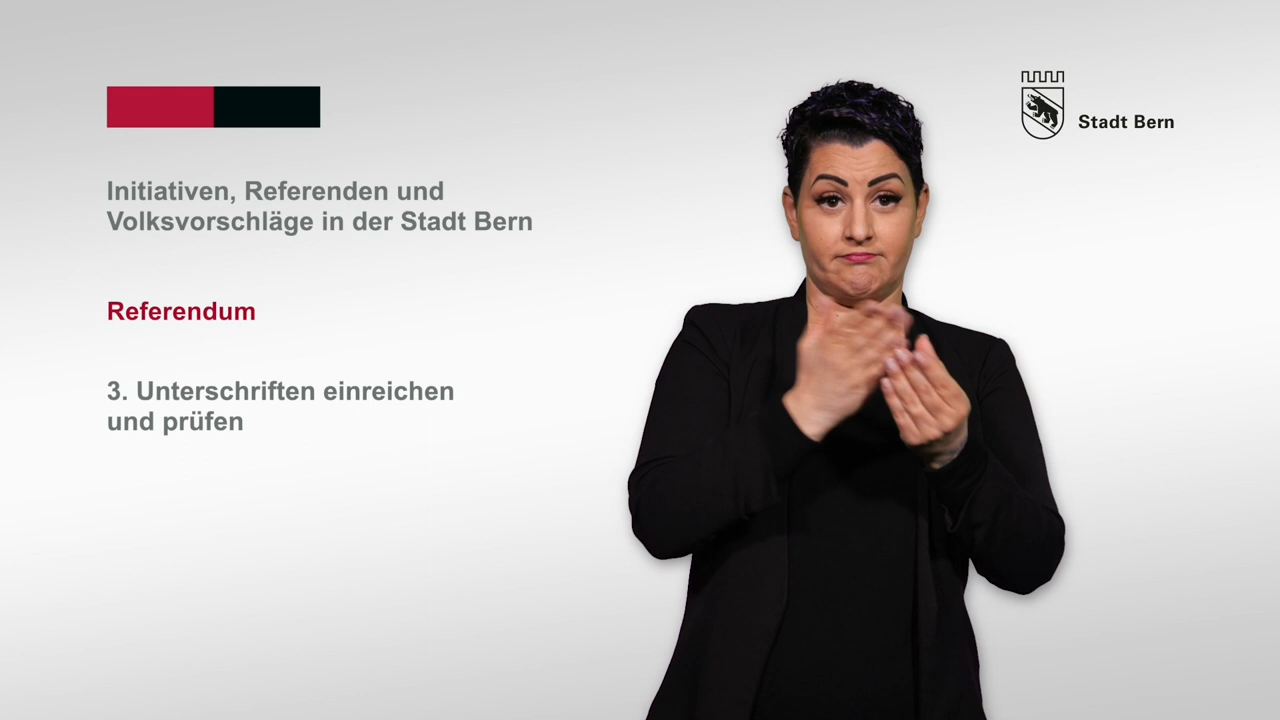 Stadt Bern
Initiativen, Referenden und
Volksvorschläge in der Stadt Bern
Referendum
3. Unterschriften einreichen
und prüfen